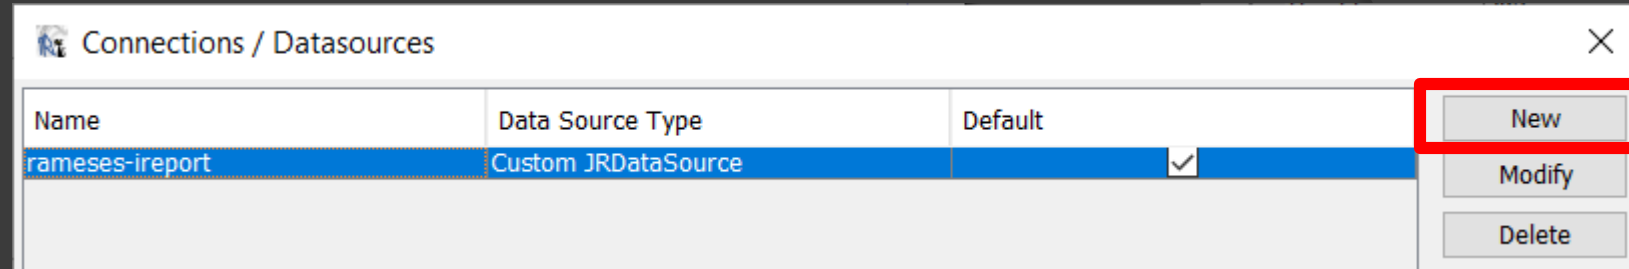 Connections / Datasources
Name Data Source Type Default New
rameses-ireport Custom JRDataSource
Modify
Delete